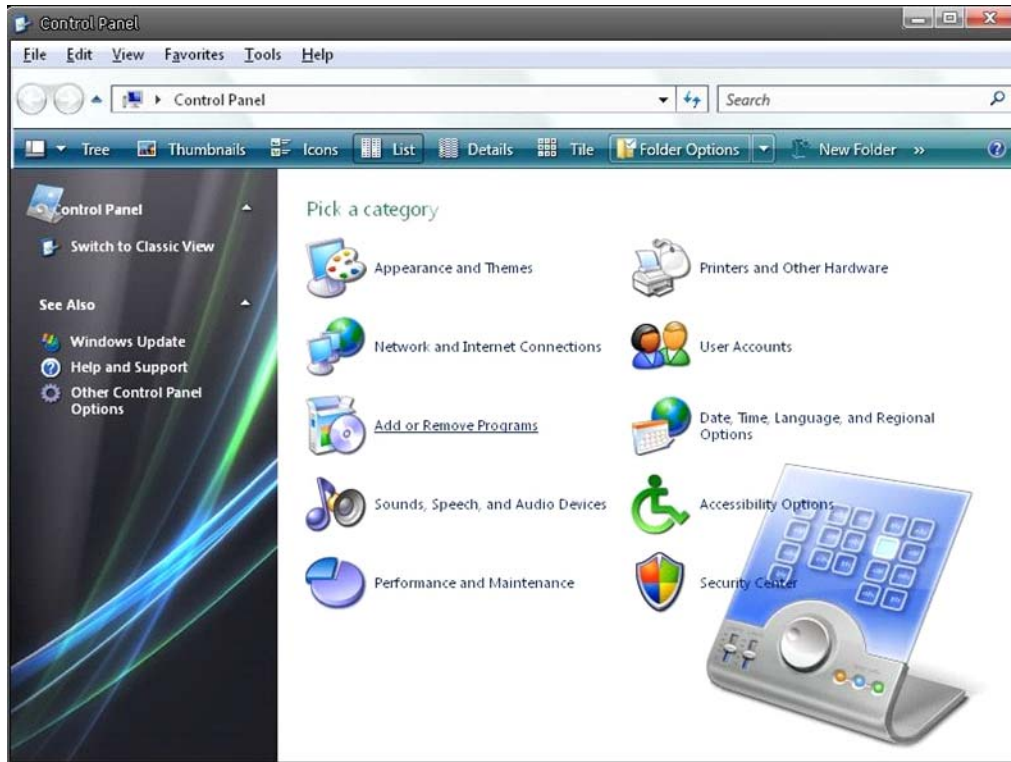 Control Panel
File Edit View Favorites Tools Help
Control Panel
Search
Tree Thumbnails Icons List Details Tile Folder Options New Folder »
Control Panel
Switch to Classic View
See Also
Windows Update
Help and Support
Other Control Panel
Options
Pick a category
Appearance and Themes
Printers and Other Hardware
Network and Internet Connections
User Accounts
Add or Remove Programs
Date, Time, Language, and Regional
Options
Sounds, Speech, and Audio Devices
Accessibility Options
Performance and Maintenance
Security Center